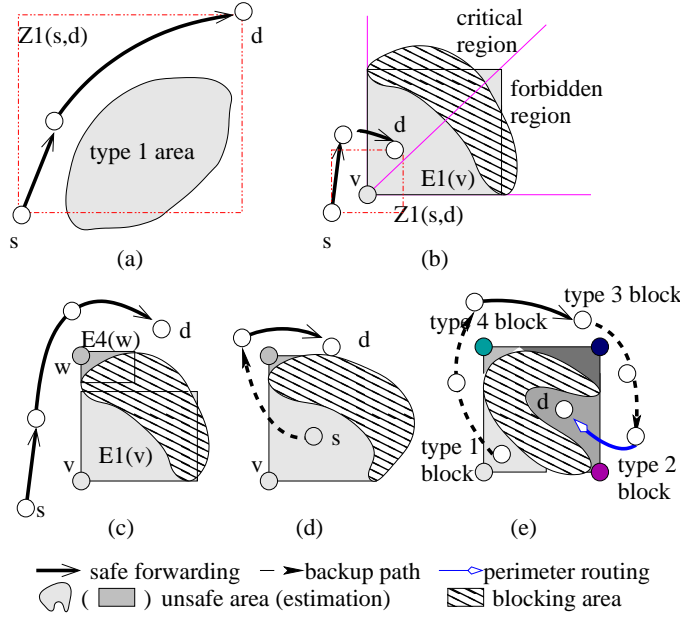 Z1(s,d)
d
type 1 area
s
(a)
critical
region
forbidden
region
d
v
E1(v)
Z1(s,d)
s
(b)
d
E4(w)
w
E1(v)
v
s
(c)
d
s
v
(d)
type 3 block
type 4 block
d
type 1
block
type 2
block
(e)
safe forwarding
backup path
perimeter routing
( ) unsafe area (estimation)
blocking area